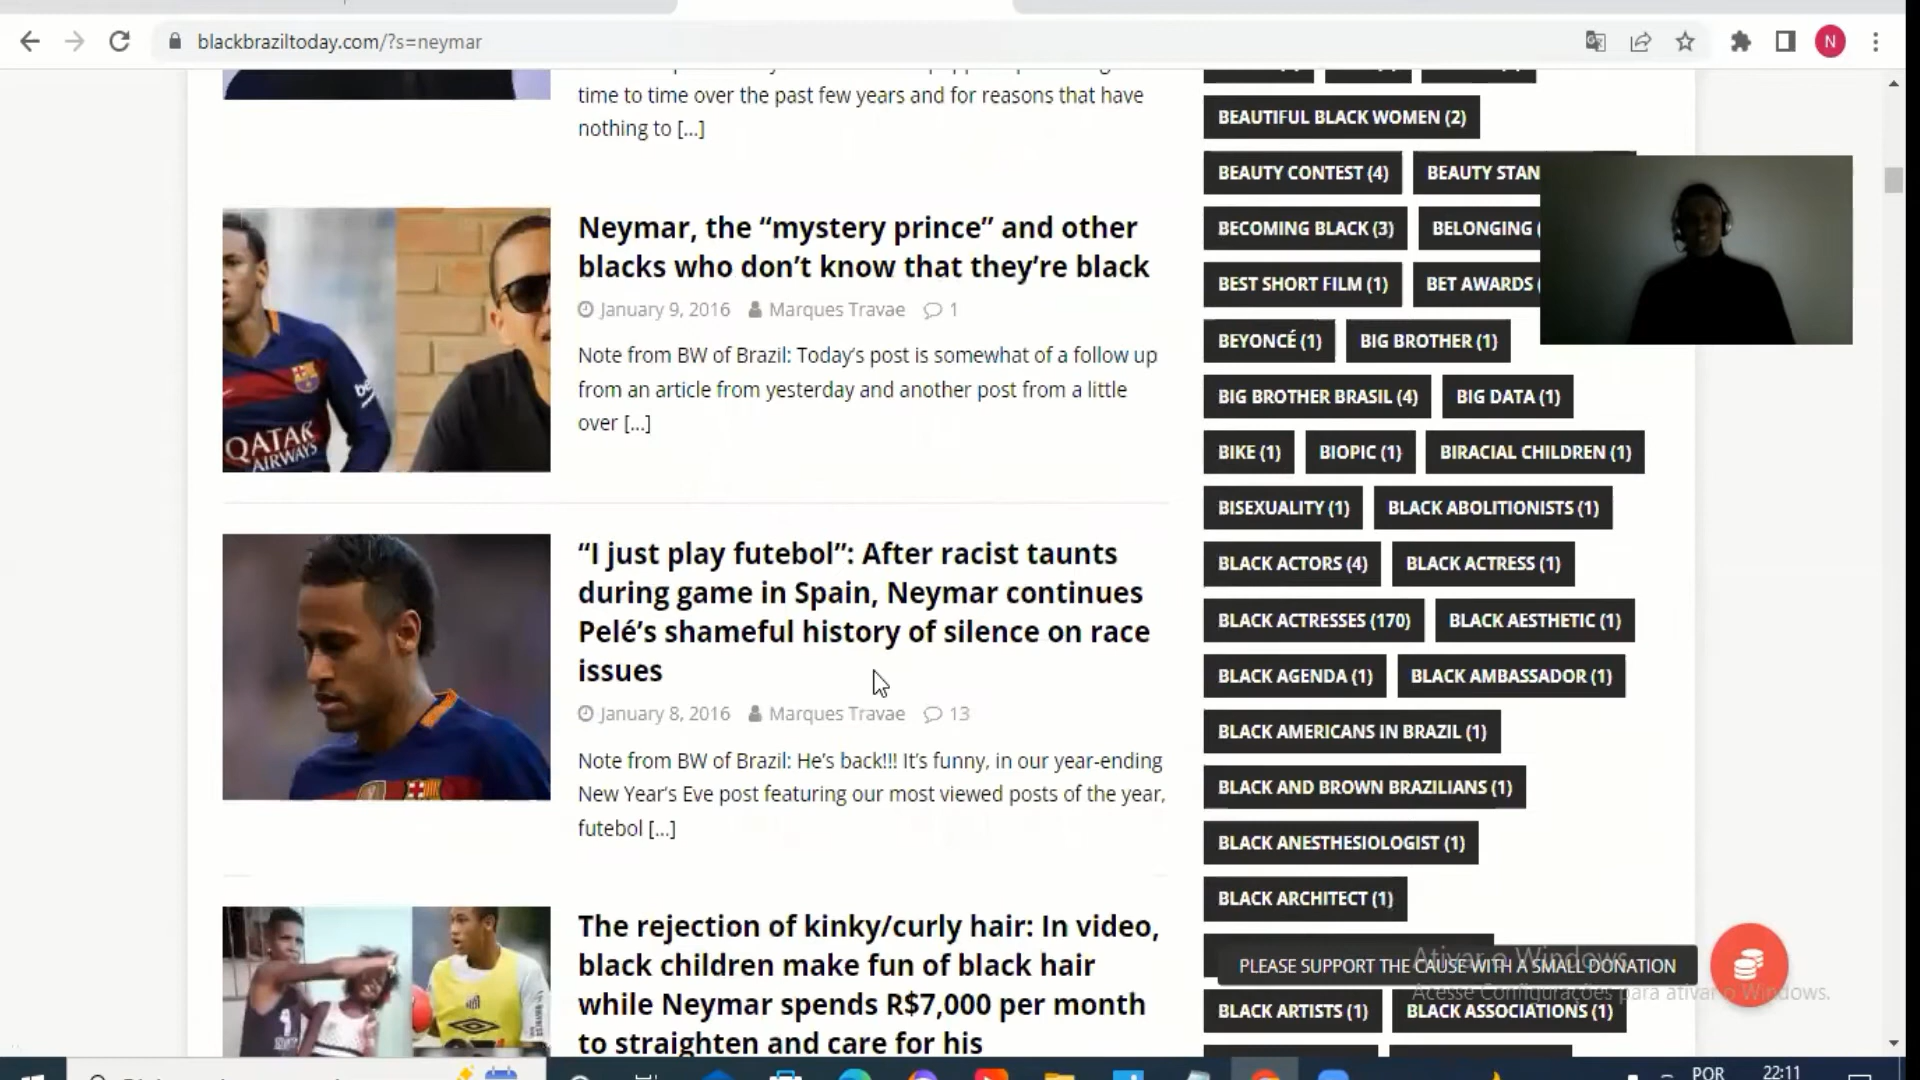 blackbraziltoday.com/?s=neymar
N
time to time over the past few years and for reasons that have
nothing to [...]
Neymar, the “mystery prince” and other
blacks who don’t know that they’re black
January 9, 2016 Marques Travae 1
Note from BW of Brazil: Today’s post is somewhat of a follow up
from an article from yesterday and another post from a little
over [...]
QATAR
AIRWAYS
“I just play futebol”: After racist taunts
during game in Spain, Neymar continues
Pelé’s shameful history of silence on race
issues
January 8, 2016 Marques Travae 13
Note from BW of Brazil: He’s back!!! It’s funny, in our year-ending
New Year’s Eve post featuring our most viewed posts of the year,
futebol [...]
The rejection of kinky/curly hair: In video,
black children make fun of black hair
while Neymar spends R$7,000 per month
to straighten and care for his
BEAUTIFUL BLACK WOMEN (2)
BEAUTY CONTEST (4) BEAUTY STAN
BECOMING BLACK (3) BELONGING (
BEST SHORT FILM (1) BET AWARDS (
BEYONCÉ (1) BIG BROTHER (1)
BIG BROTHER BRASIL (4) BIG DATA (1)
BIKE (1) BIOPIC (1) BIRACIAL CHILDREN (1)
BISEXUALITY (1) BLACK ABOLITIONISTS (1)
BLACK ACTORS (4) BLACK ACTRESS (1)
BLACK ACTRESSES (170) BLACK AESTHETIC (1)
BLACK AGENDA (1) BLACK AMBASSADOR (1)
BLACK AMERICANS IN BRAZIL (1)
BLACK AND BROWN BRAZILIANS (1)
BLACK ANESTHESIOLOGIST (1)
BLACK ARCHITECT (1)
PLEASE SUPPORT THE CAUSE WITH A SMALL DONATION
Ativar o Windows
Acesse Configurações para ativar o Windows.
BLACK ARTISTS (1) BLACK ASSOCIATIONS (1)
POR 22:11